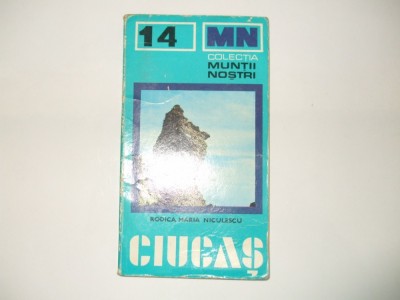 14 MN
COLECȚIA
MUNȚII
NOȘTRI
RODICA MARIA NICULESCU
CIUCAȘ